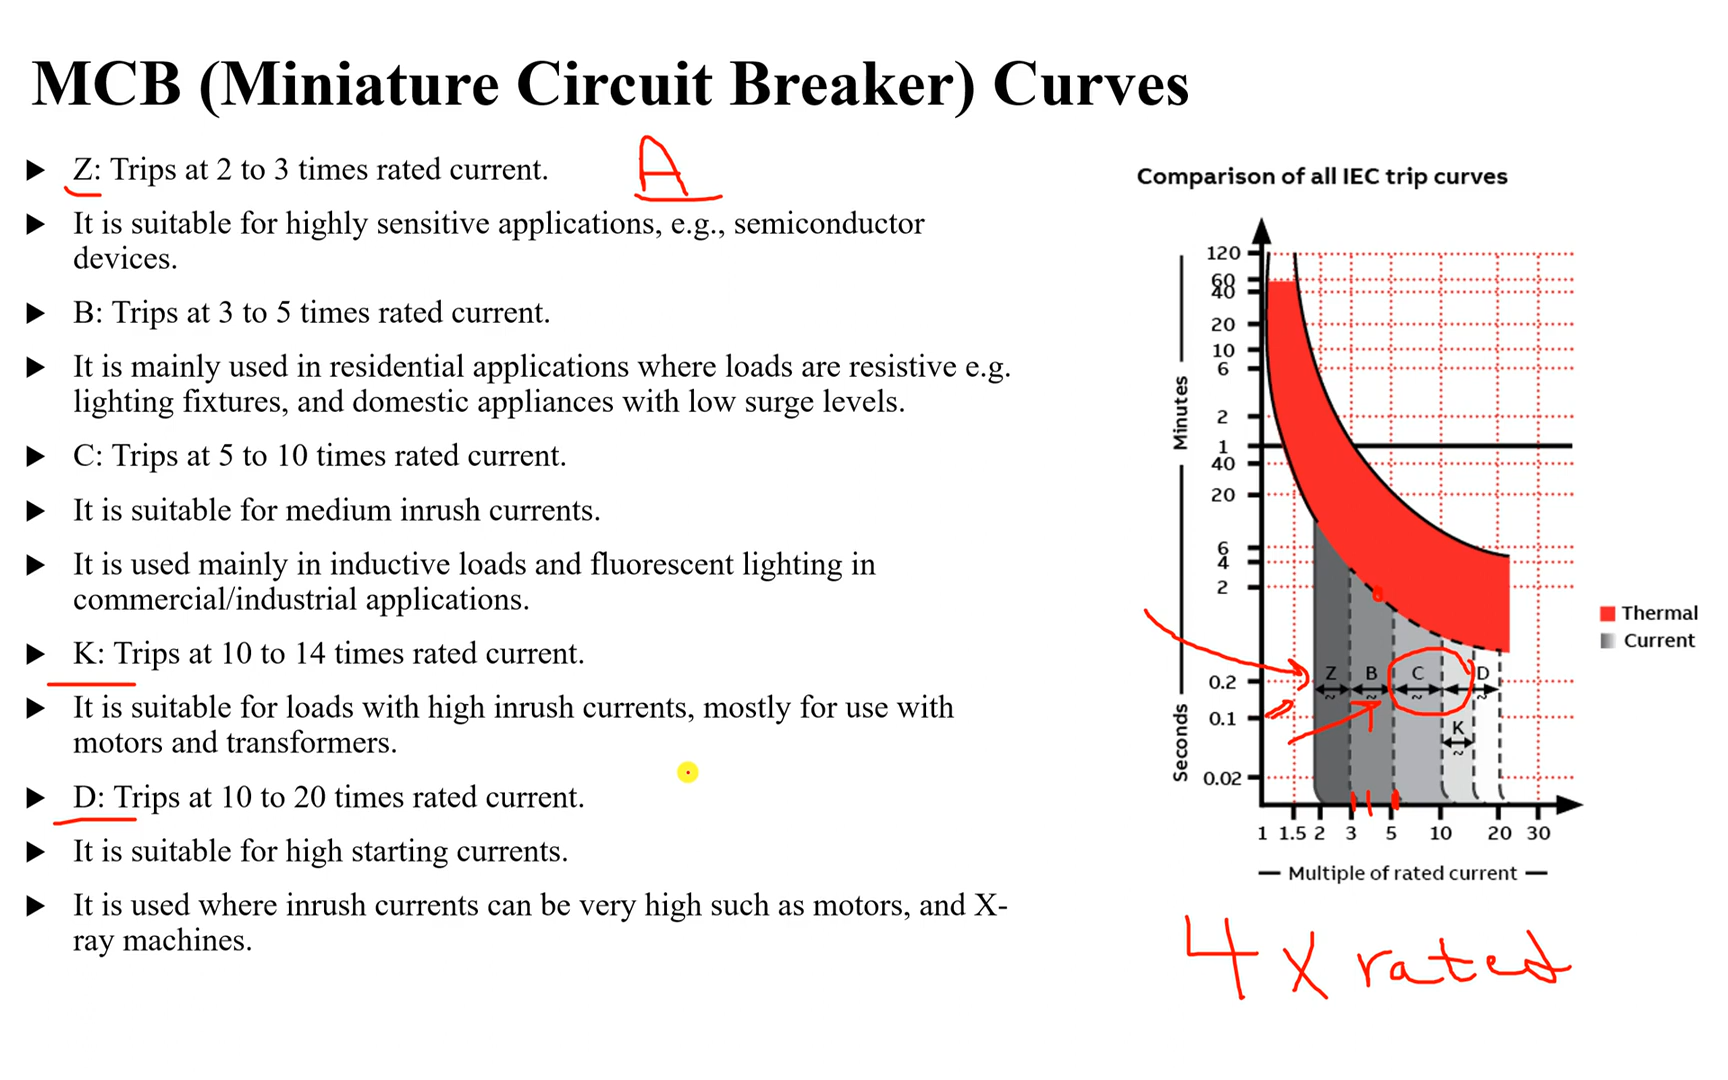 MCB (Miniature Circuit Breaker) Curves
Z: Trips at 2 to 3 times rated current.
A
It is suitable for highly sensitive applications, e.g., semiconductor
devices.
B: Trips at 3 to 5 times rated current.
It is mainly used in residential applications where loads are resistive e.g.
lighting fixtures, and domestic appliances with low surge levels.
C: Trips at 5 to 10 times rated current.
It is suitable for medium inrush currents.
It is used mainly in inductive loads and fluorescent lighting in
commercial/industrial applications.
K: Trips at 10 to 14 times rated current.
It is suitable for loads with high inrush currents, mostly for use with
motors and transformers.
D: Trips at 10 to 20 times rated current.
It is suitable for high starting currents.
It is used where inrush currents can be very high such as motors, and X-
ray machines.
Comparison of all IEC trip curves
Minutes
120
60
40
20
10
6
2
1
Seconds
40
20
6
4
2
0.2
0.1
0.02
Z B C D
K
1 1.5 2 3 5 10 20 30
Multiple of rated current
Thermal
Current
4 x rated